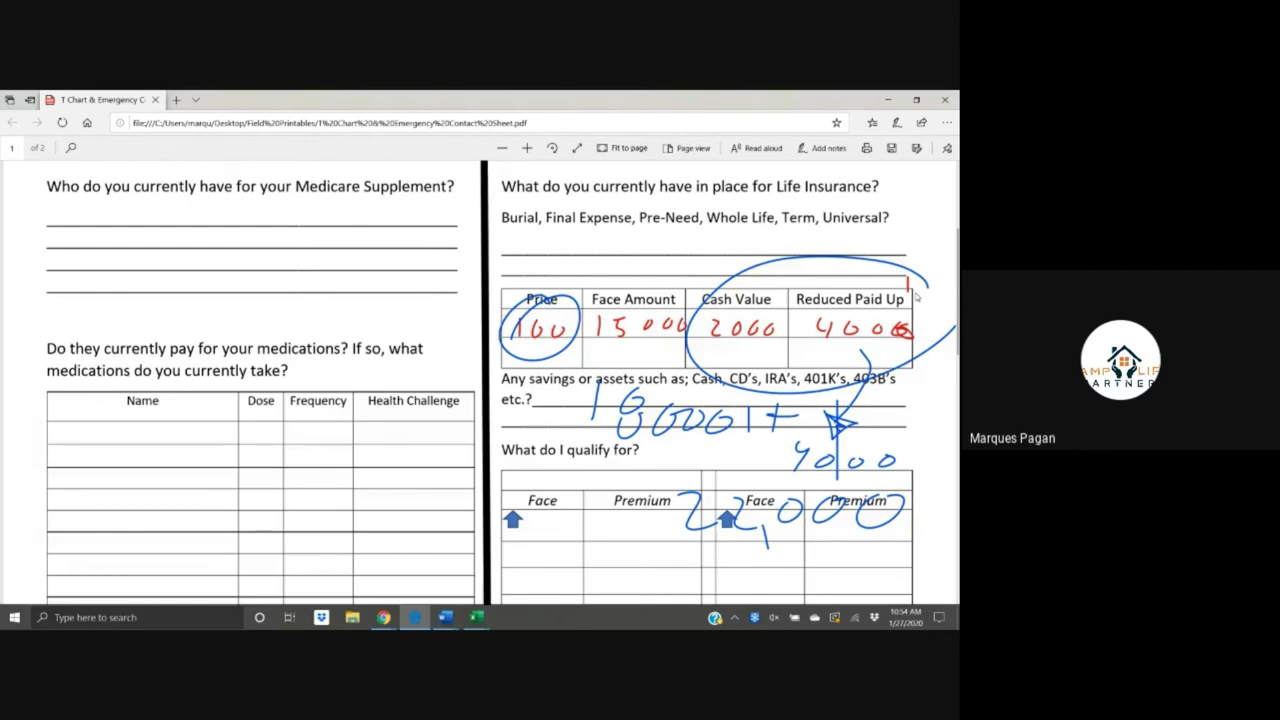 T Chart & Emergency C
file:///C:/Users/marqu/Desktop/Field%20Printables/T%20Chart%20&%20Emergency%20Contact%20Sheet.pdf
1 of 2
Fit to page
Page view
Read aloud
Add notes
Who do you currently have for your Medicare Supplement?
Do they currently pay for your medications? If so, what
medications do you currently take?
Name Dose Frequency Health Challenge
What do you currently have in place for Life Insurance?
Burial, Final Expense, Pre-Need, Whole Life, Term, Universal?
Price Face Amount Cash Value Reduced Paid Up
100 15000 2000 4000
Any savings or assets such as; Cash, CD's, IRA's, 401K's, 403B's
etc.?
4000
What do I qualify for?
22,000
Face Premium Face Premium
Marques Pagan
PARTNER
Type here to search
10:54 AM
1/27/2020